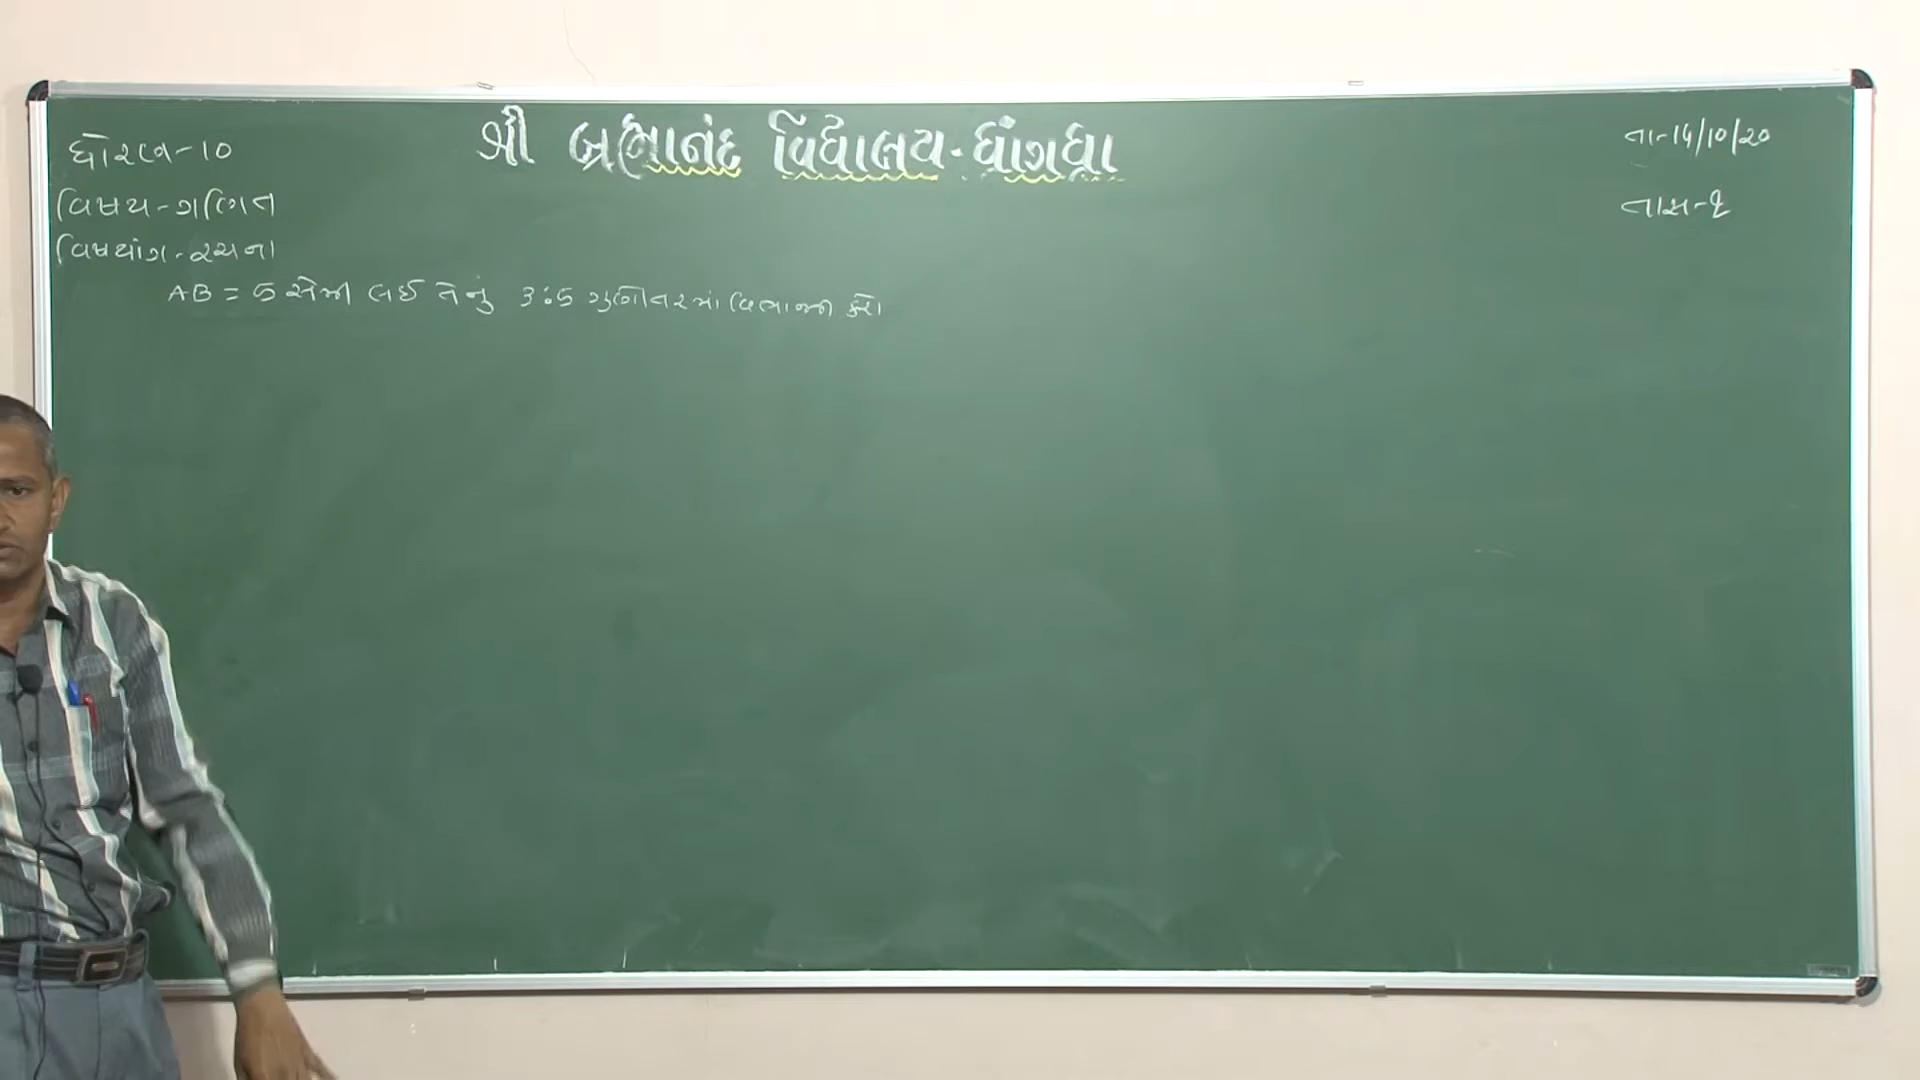 શ્રી બ્રહ્માનંદ વિદ્યાલય - ધ્રાંગધ્રા
ધોરણ - 10
તા - 14/10/20
વિષય - ગણિત
તાસ - ૧
વિષયાંગ - રચના
AB = 5 સેમી લઈ તેનું 3:5 ગુણોત્તરમાં વિભાજન કરો